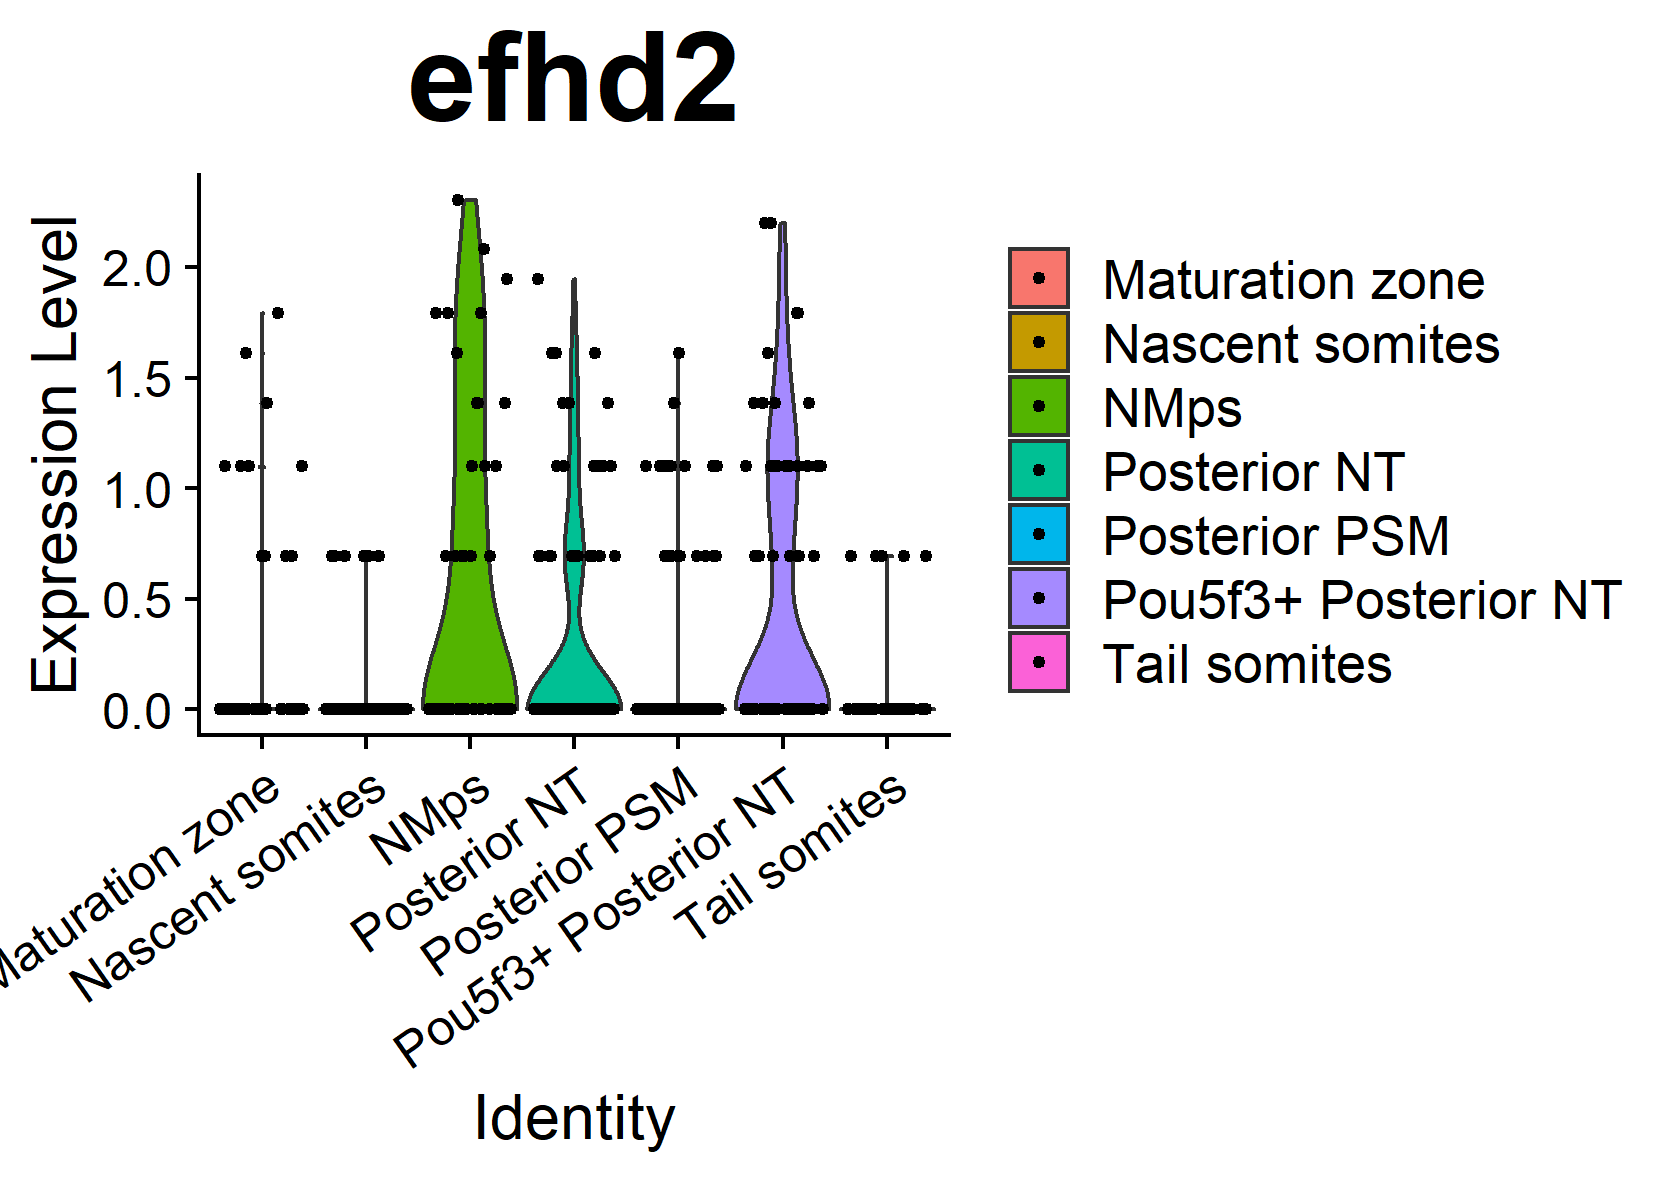 efhd2
Expression Level
2.0
1.5
1.0
0.5
0.0
Maturation zone
Nascent somites
NMps
Posterior NT
Posterior PSM
Pou5f3+ Posterior NT
Tail somites
Identity
Maturation zone
Nascent somites
NMps
Posterior NT
Posterior PSM
Pou5f3+ Posterior NT
Tail somites